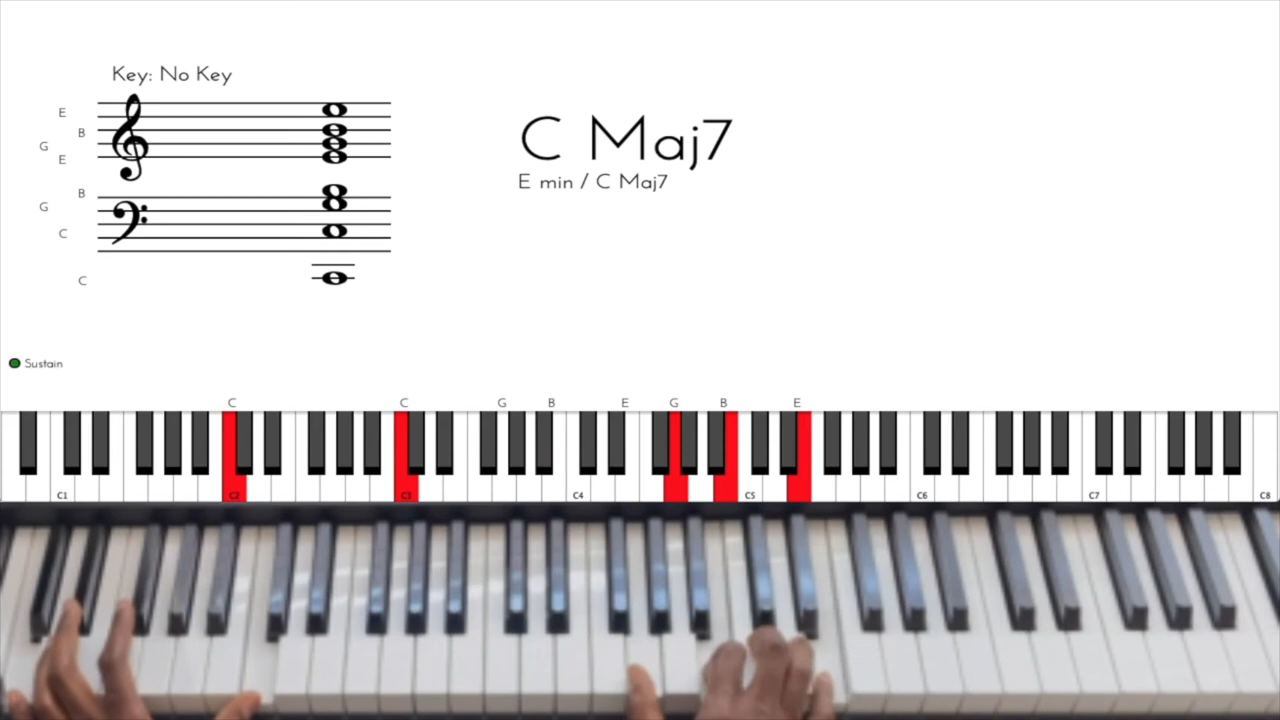 Key: No Key
E
B
G
E
B
G
C
C
C Maj7
E min / C Maj7
Sustain
C C G B E G B E
C1 C2 C3 C4 C5 C6 C7 C8